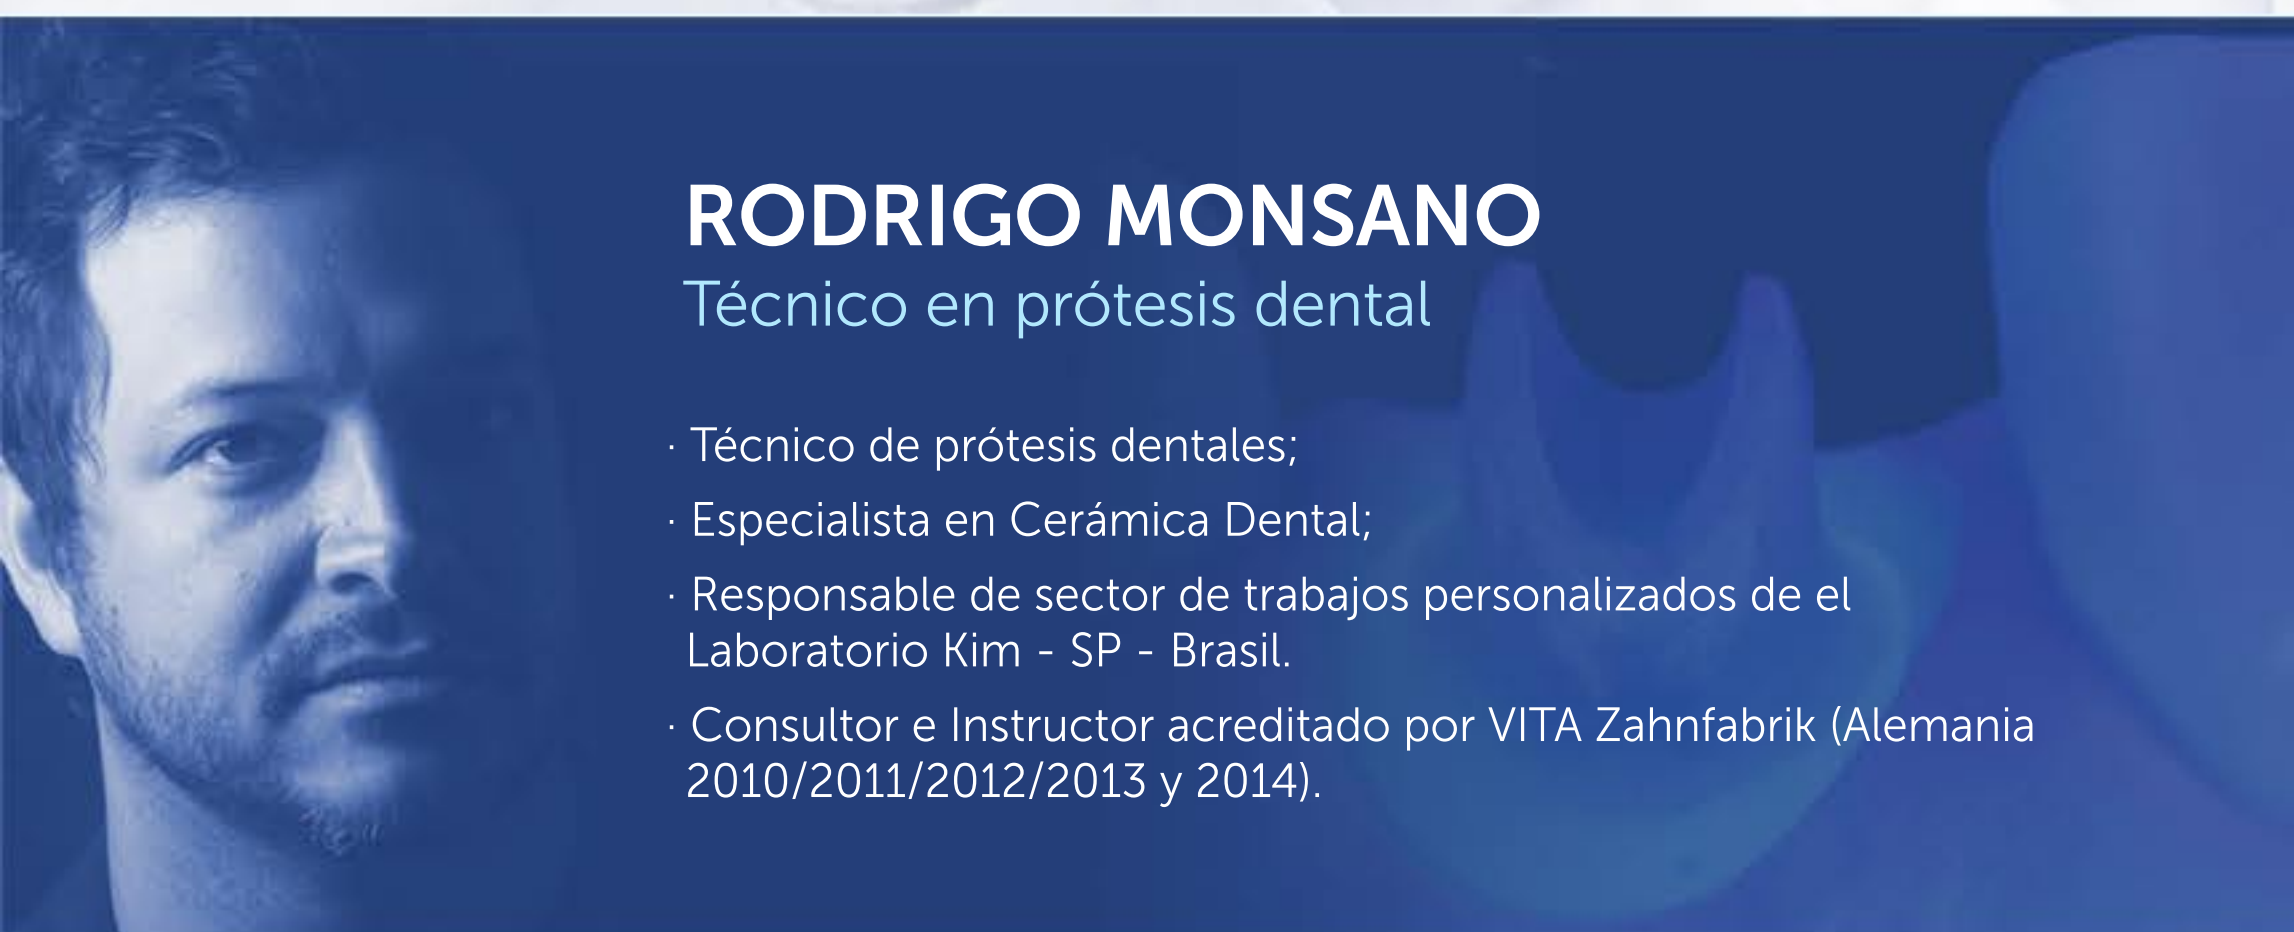 RODRIGO MONSANO
Técnico en prótesis dental
· Técnico de prótesis dentales;
· Especialista en Cerámica Dental;
· Responsable de sector de trabajos personalizados de el
Laboratorio Kim - SP - Brasil.
· Consultor e Instructor acreditado por VITA Zahnfabrik (Alemania
2010/2011/2012/2013 y 2014).